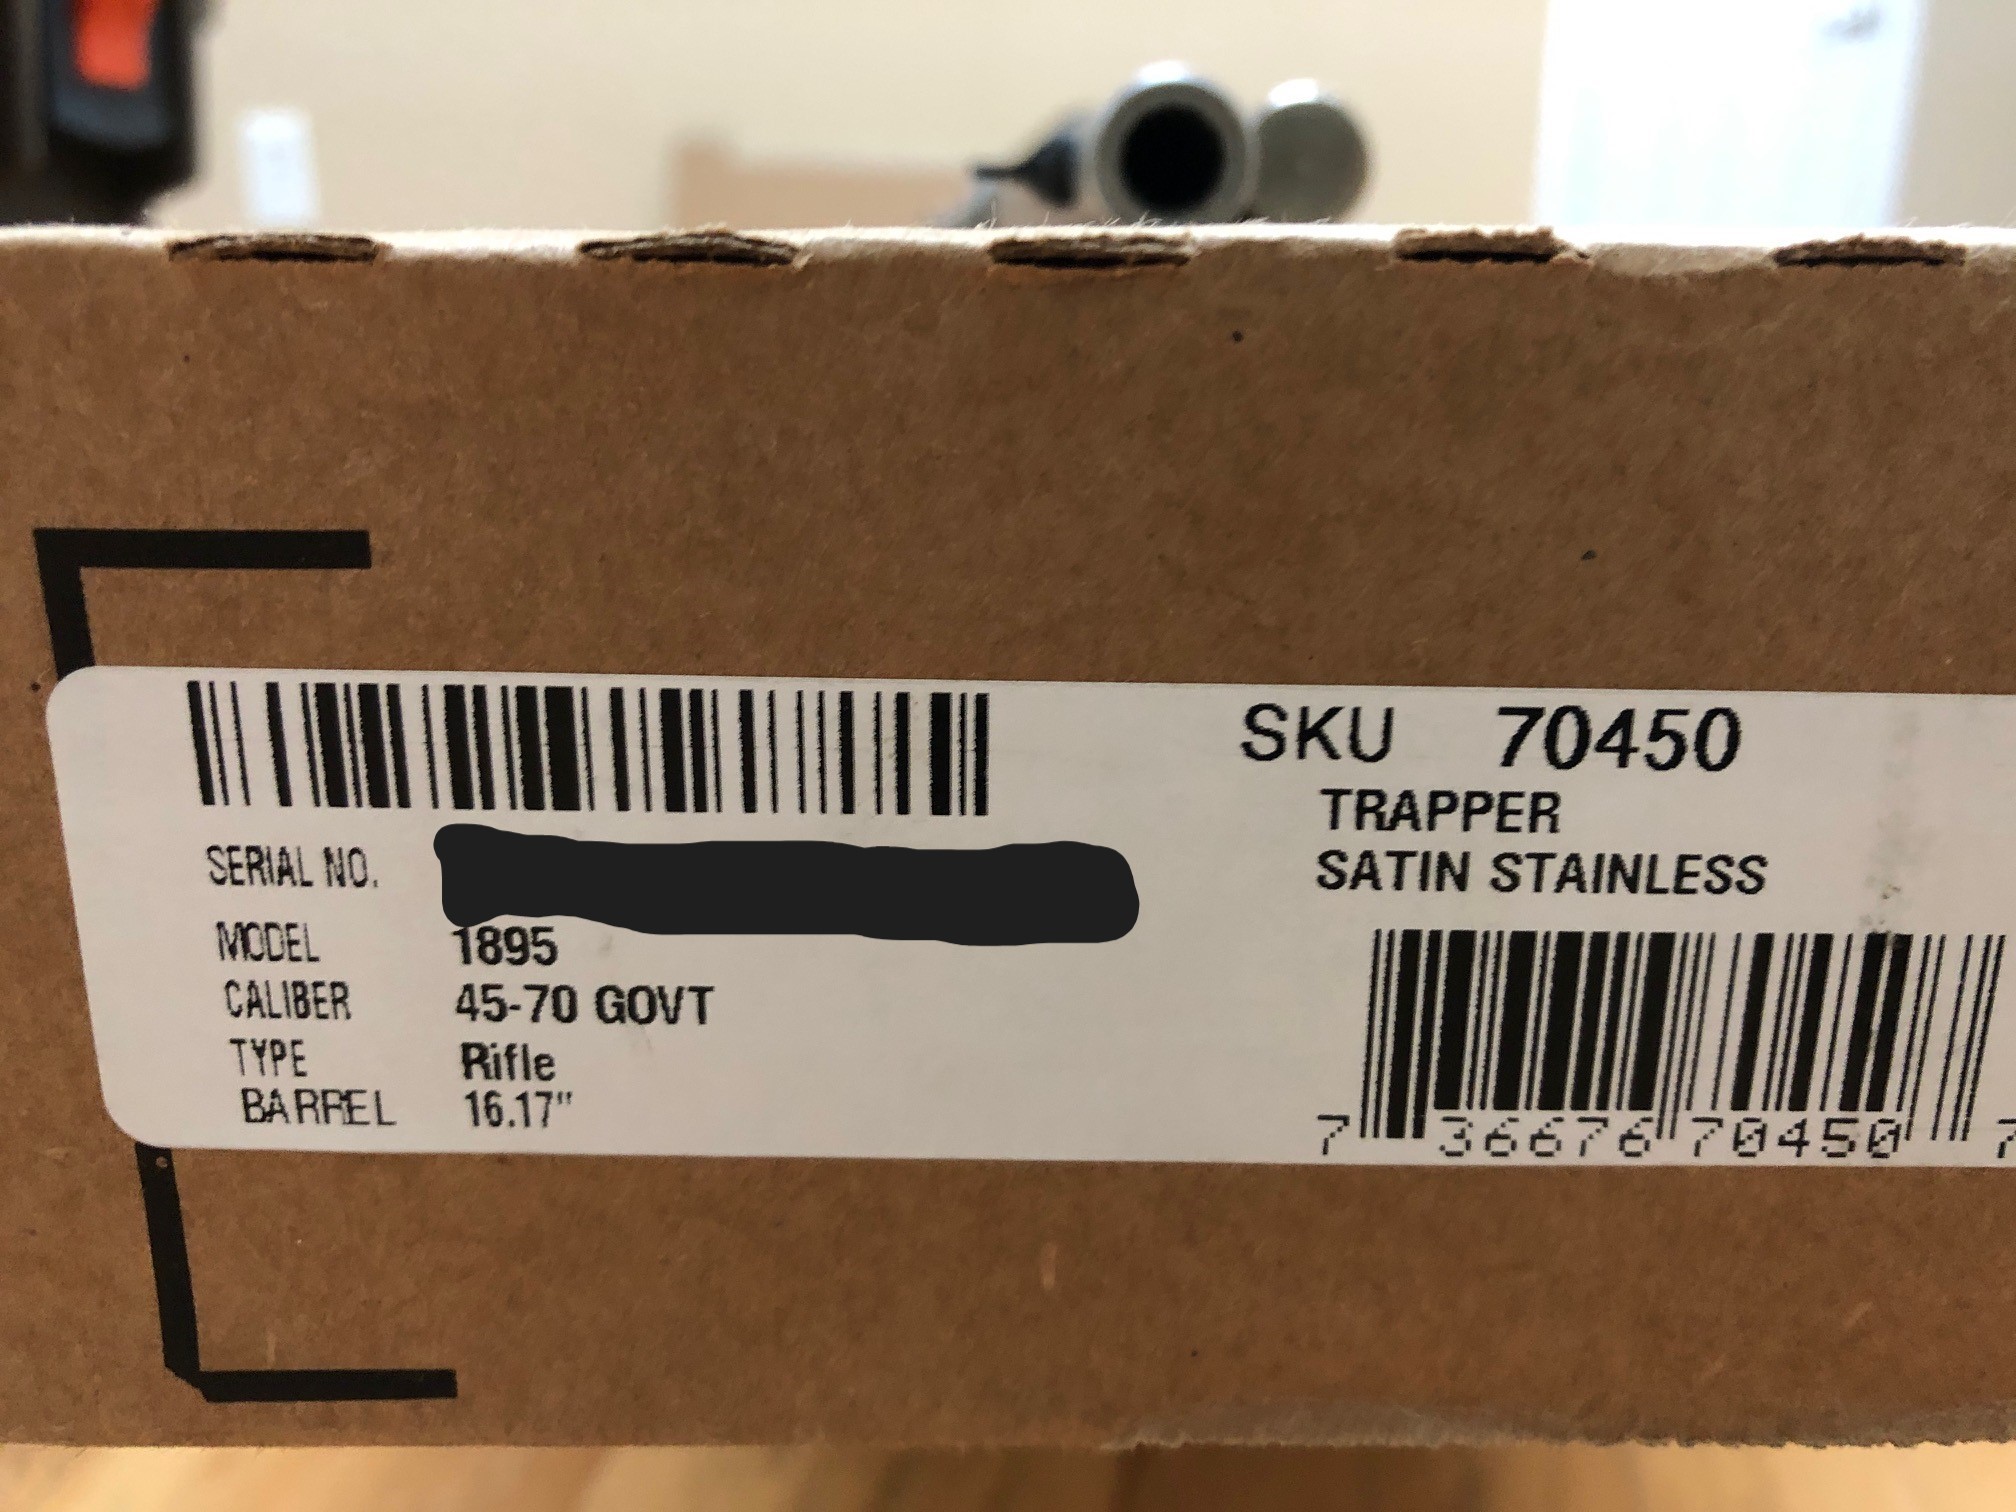 SERIAL NO.
MODEL 1895
CALIBER 45-70 GOVT
TYPE Rifle
BARREL 16.17"
SKU 70450
TRAPPER
SATIN STAINLESS
7 36676 70450 7